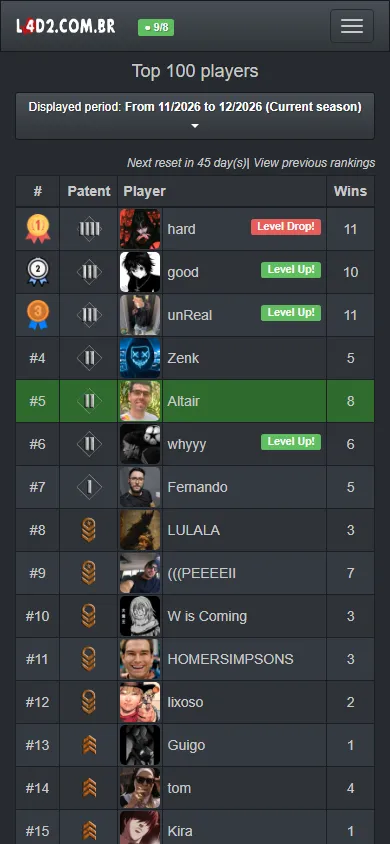 L4D2.COM.BR
● 9/8
Top 100 players
Displayed period: From 11/2026 to 12/2026 (Current season)
Next reset in 45 day(s)| View previous rankings
# Patent Player Wins
1 hard Level Drop! 11
2 good Level Up! 10
3 unReal Level Up! 11
#4 Zenk 5
#5 Altair 8
#6 whyyy Level Up! 6
#7 Fernando 5
#8 LULALA 3
#9 (((PEEEEII 7
#10 W is Coming 3
#11 HOMERSIMPSONS 3
#12 lixoso 2
#13 Guigo 1
#14 tom 4
#15 Kira 1